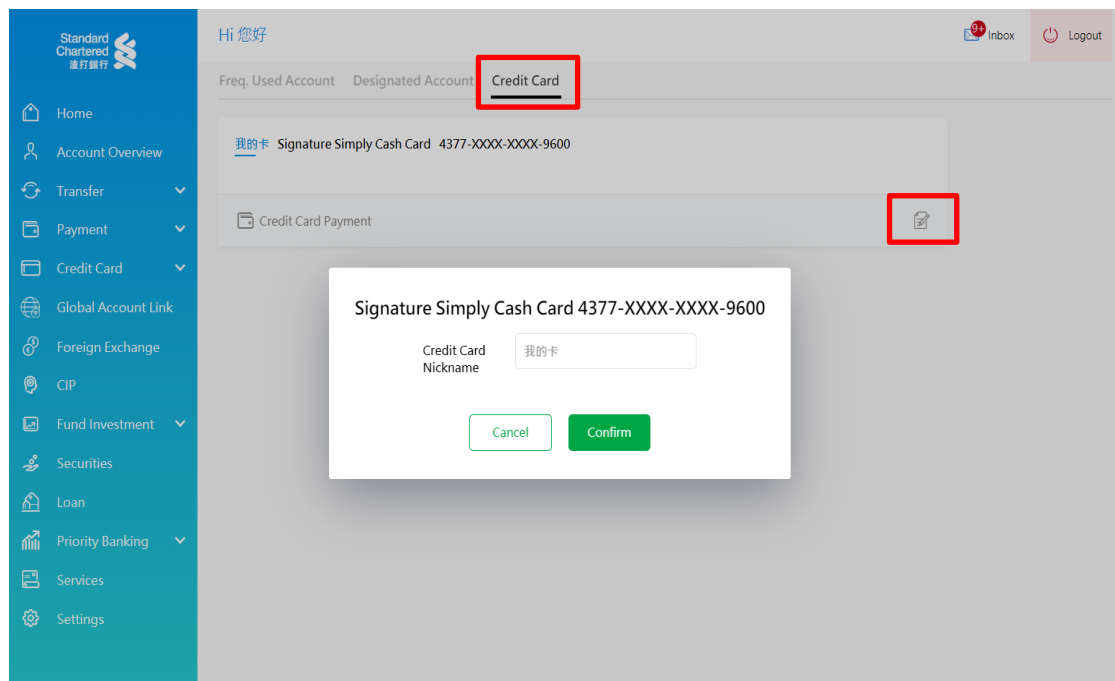 Standard
Chartered
渣打銀行
Hi 您好
9+
Inbox
Logout
Freq. Used Account Designated Account Credit Card
Home
Account Overview
Transfer
Payment
Credit Card
Global Account Link
Foreign Exchange
CIP
Fund Investment
Securities
Loan
Priority Banking
Services
Settings
我的卡 Signature Simply Cash Card 4377-XXXX-XXXX-9600
Credit Card Payment
Signature Simply Cash Card 4377-XXXX-XXXX-9600
Credit Card
Nickname
我的卡
Cancel
Confirm